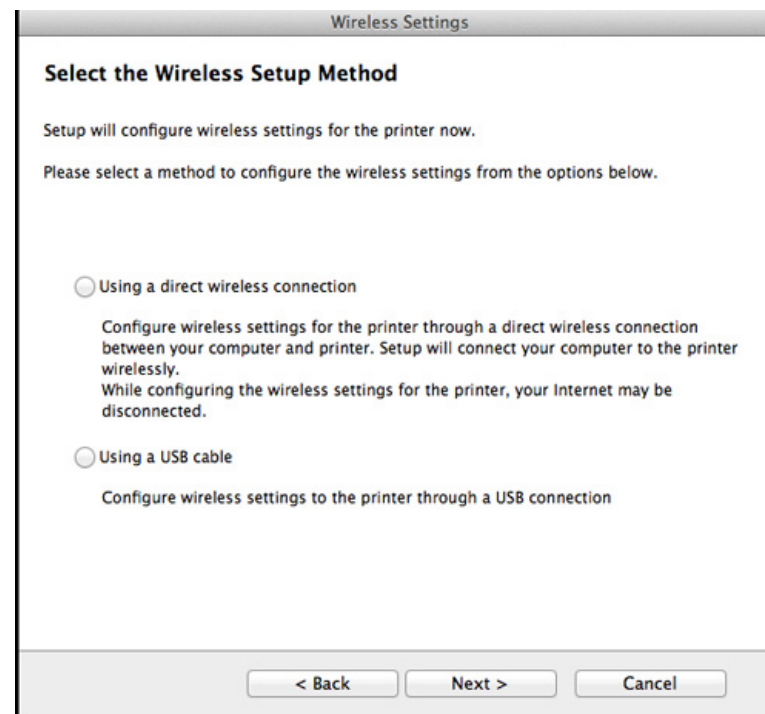 Wireless Settings
Select the Wireless Setup Method
Setup will configure wireless settings for the printer now.
Please select a method to configure the wireless settings from the options below.
Using a direct wireless connection
Configure wireless settings for the printer through a direct wireless connection
between your computer and printer. Setup will connect your computer to the printer
wirelessly.
While configuring the wireless settings for the printer, your Internet may be
disconnected.
Using a USB cable
Configure wireless settings to the printer through a USB connection
< Back Next > Cancel